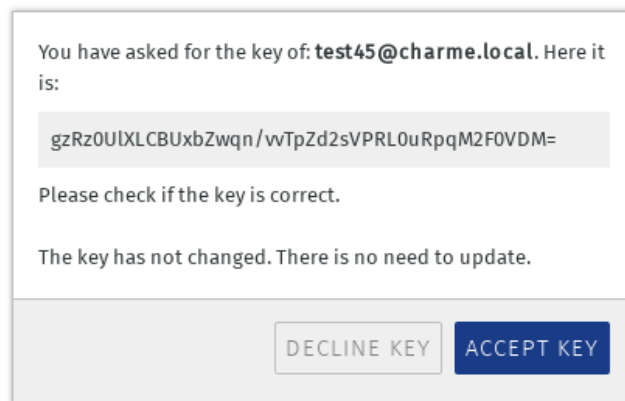 You have asked for the key of: test45@charme.local. Here it
is:
gzRz0UlXLCBUxbZwqn/vvTpZd2sVPRL0uRpqM2F0VDM=
Please check if the key is correct.
The key has not changed. There is no need to update.
DECLINE KEY ACCEPT KEY